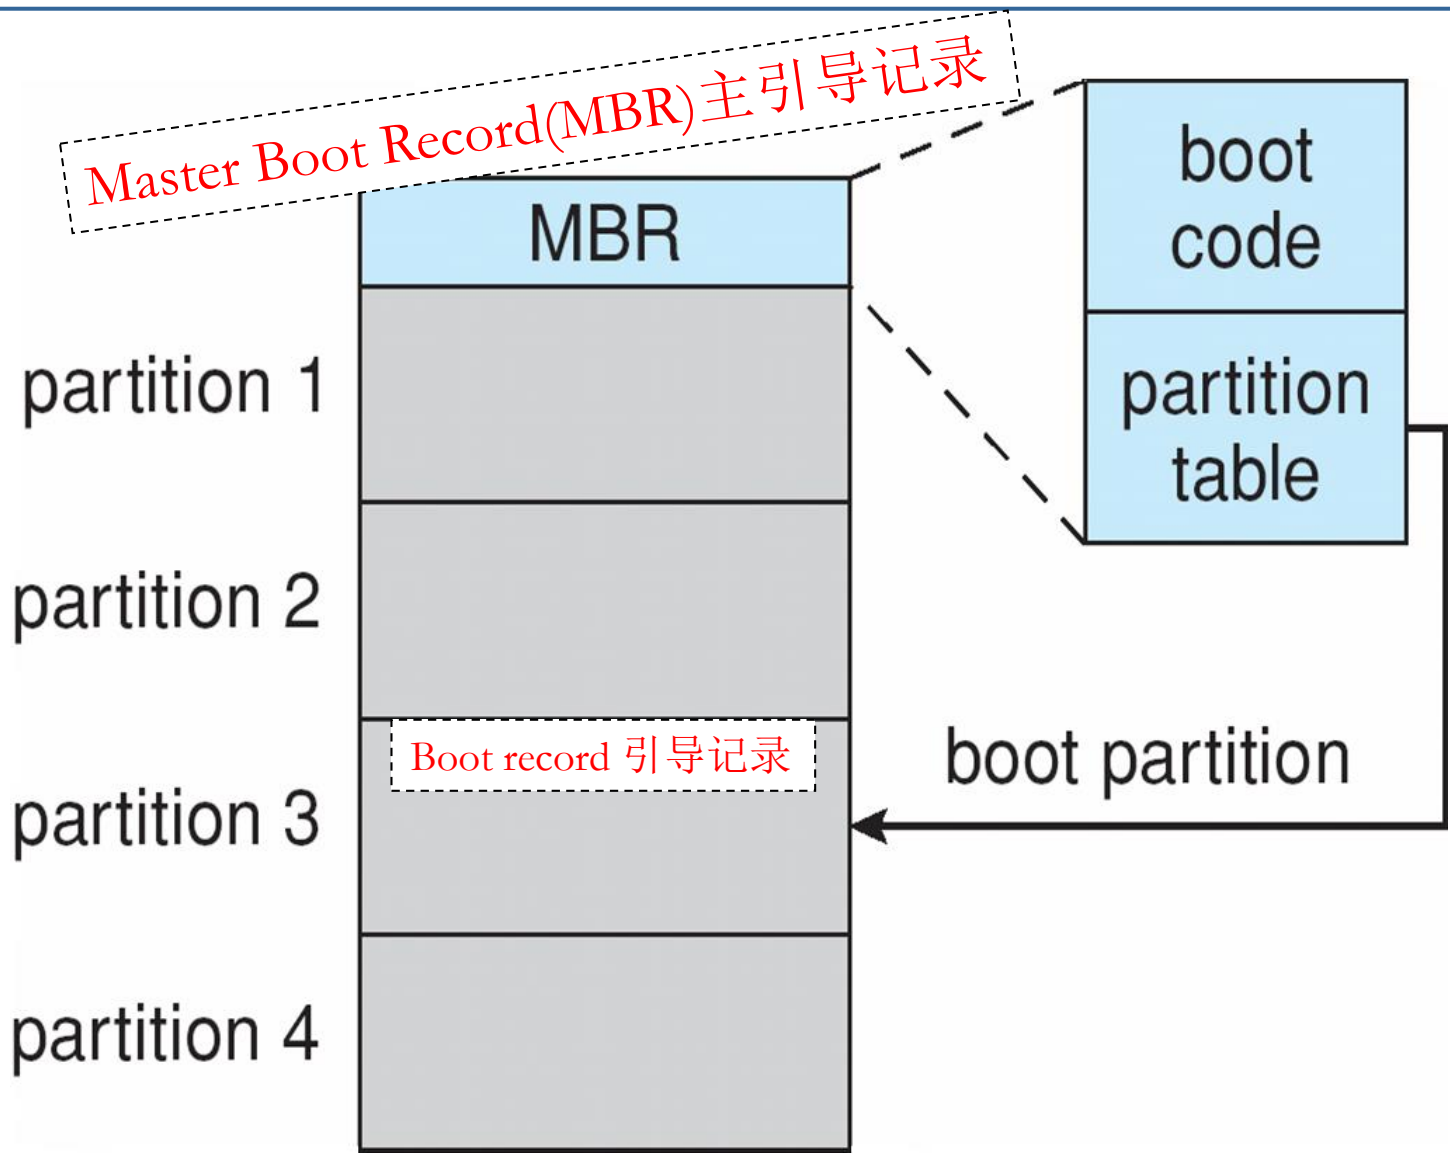 Master Boot Record(MBR)主引导记录
MBR
boot
code
partition
table
partition 1
partition 2
Boot record 引导记录
boot partition
partition 3
partition 4